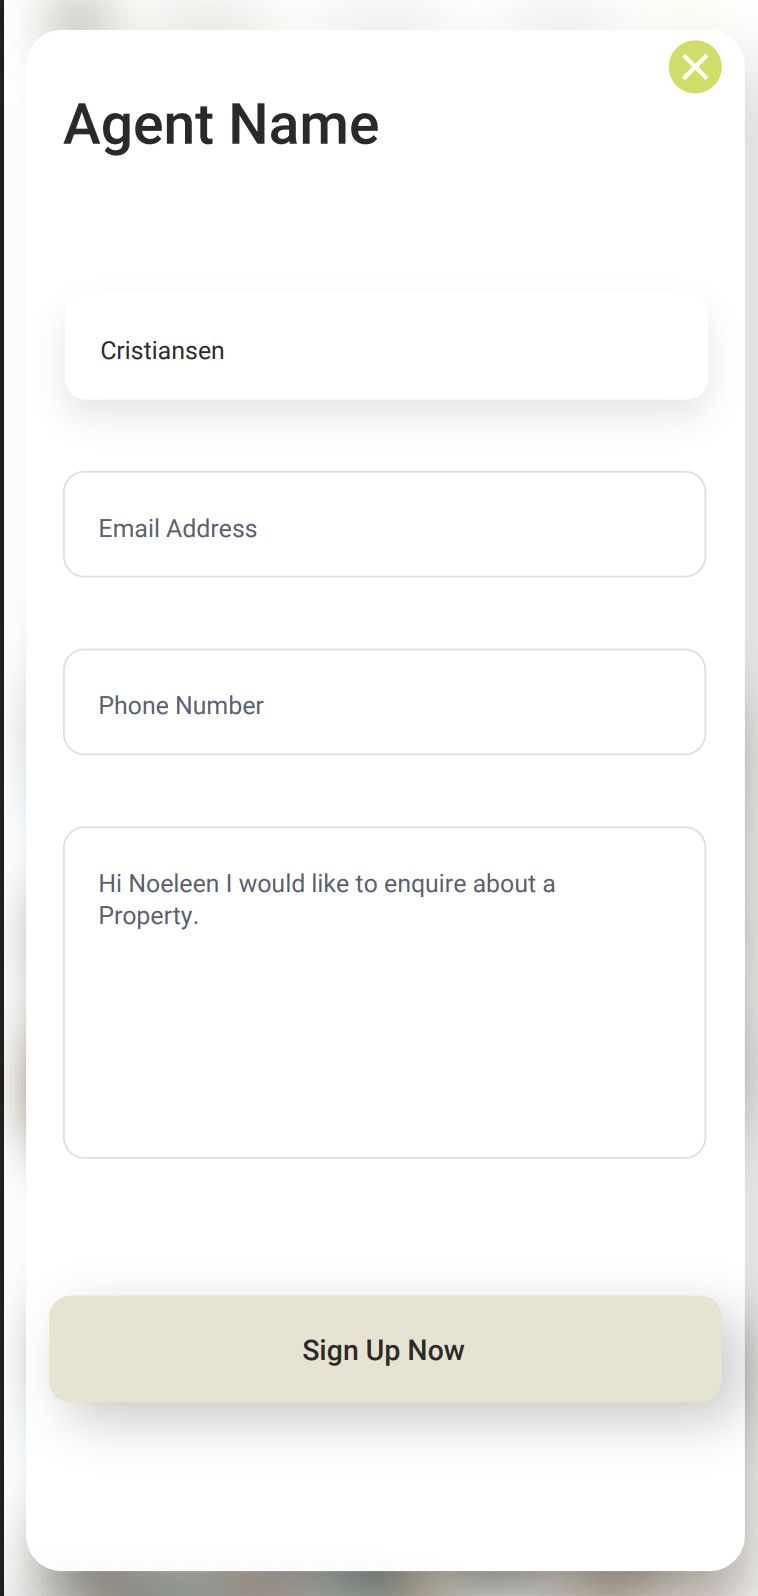 Agent Name
Cristiansen
Email Address
Phone Number
Hi Noeleen I would like to enquire about a
Property.
Sign Up Now